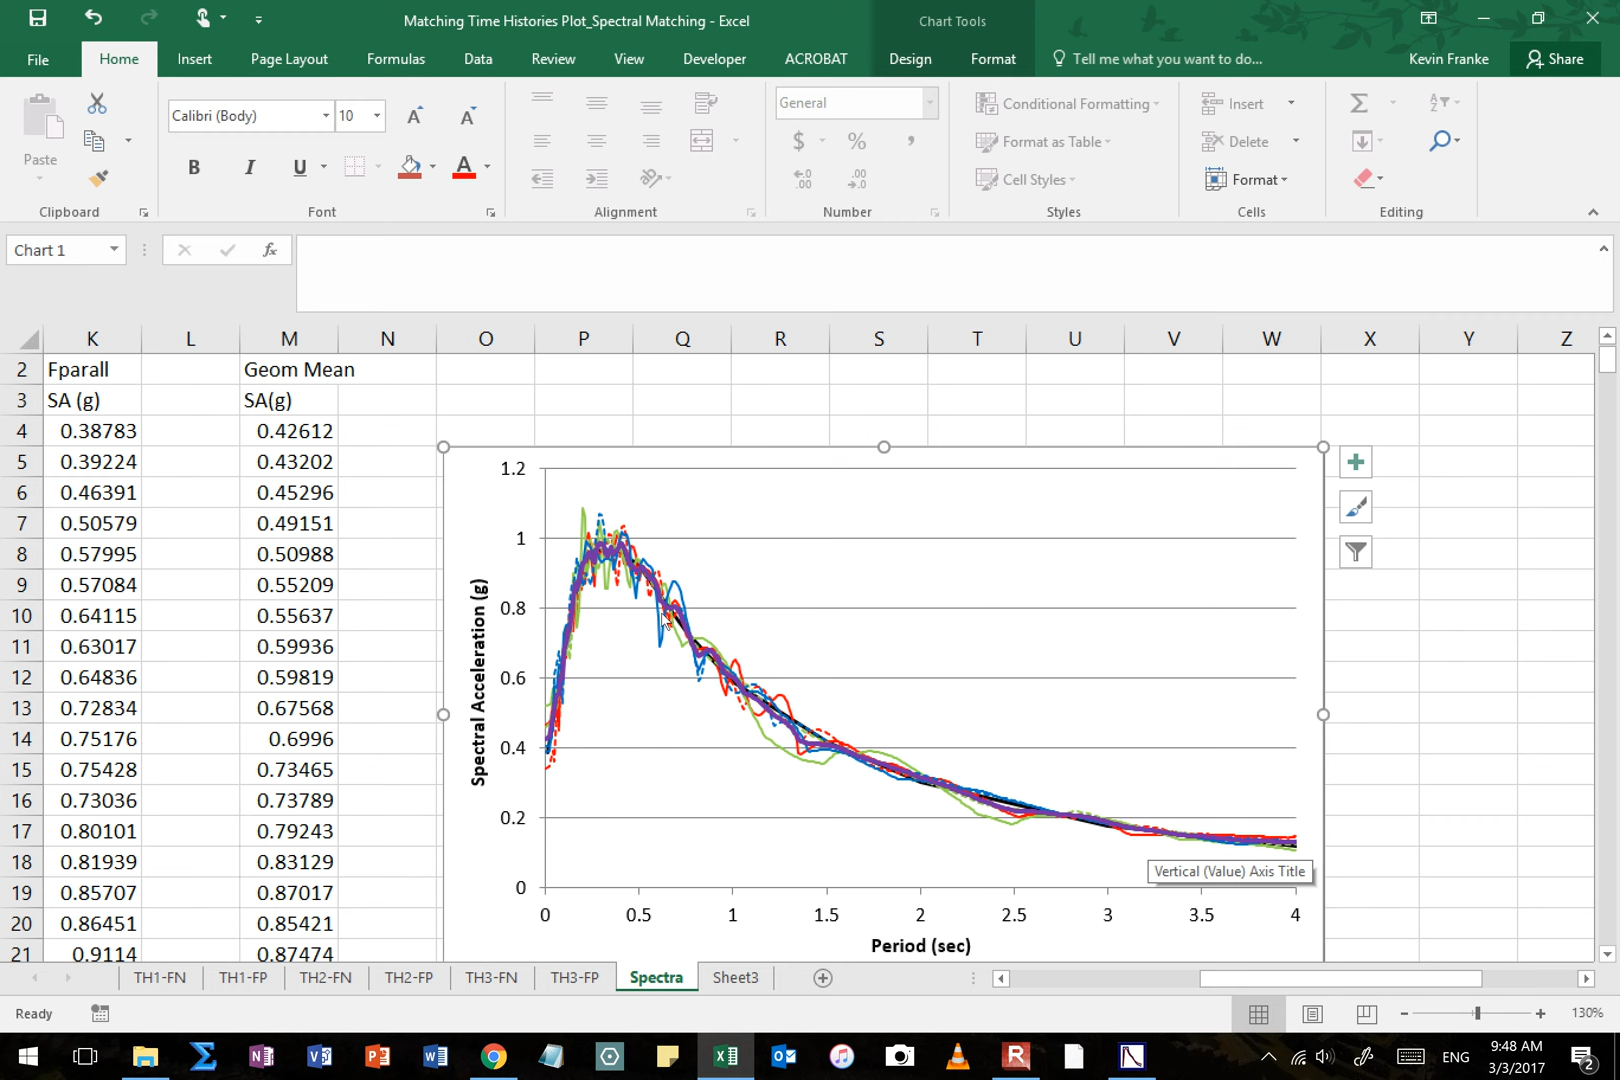 Matching Time Histories Plot_Spectral Matching - Excel
Chart Tools
File
Home
Insert
Page Layout
Formulas
Data
Review
View
Developer
ACROBAT
Design
Format
Tell me what you want to do...
Kevin Franke
Share
Paste
Calibri (Body)
10
A
A
B
I
U
A
General
$
%
,
Conditional Formatting
Format as Table
Cell Styles
Insert
Delete
Format
Clipboard
Font
Alignment
Number
Styles
Cells
Editing
Chart 1
fx
K
L
M
N
O
P
Q
R
S
T
U
V
W
X
Y
Z
2 Fparall Geom Mean
3 SA (g) SA(g)
4 0.38783 0.42612
5 0.39224 0.43202
6 0.46391 0.45296
7 0.50579 0.49151
8 0.57995 0.50988
9 0.57084 0.55209
10 0.64115 0.55637
11 0.63017 0.59936
12 0.64836 0.59819
13 0.72834 0.67568
14 0.75176 0.6996
15 0.75428 0.73465
16 0.73036 0.73789
17 0.80101 0.79243
18 0.81939 0.83129
19 0.85707 0.87017
20 0.86451 0.85421
21 0.9114 0.87474
1.2
1
0.8
0.6
0.4
0.2
0
Spectral Acceleration (g)
0 0.5 1 1.5 2 2.5 3 3.5 4
Period (sec)
Vertical (Value) Axis Title
TH1-FN
TH1-FP
TH2-FN
TH2-FP
TH3-FN
TH3-FP
Spectra
Sheet3
Ready
130%
ENG
9:48 AM
3/3/2017
2